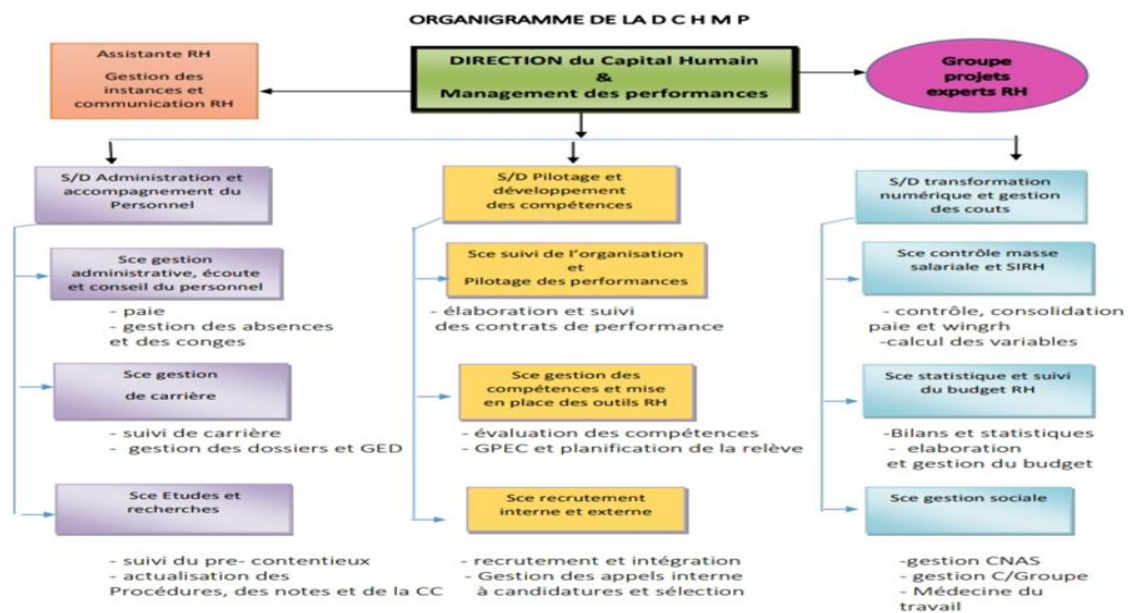 ORGANIGRAMME DE LA D C H M P
Assistante RH
Gestion des
instances et
communication RH
DIRECTION du Capital Humain
&
Management des performances
Groupe
projets
experts RH
S/D Administration et
accompagnement du
Personnel
Sce gestion
administrative, écoute
et conseil du personnel
- paie
- gestion des absences
et des conges
Sce gestion
de carrière
- suivi de carrière
- gestion des dossiers et GED
Sce Etudes et
recherches
- suivi du pre- contentieux
- actualisation des
Procédures, des notes et de la CC
S/D Pilotage et
développement
des compétences
Sce suivi de l'organisation
et
Pilotage des performances
- élaboration et suivi
des contrats de performance
Sce gestion des
compétences et mise
en place des outils RH
- évaluation des compétences
- GPEC et planification de la relève
Sce recrutement
interne et externe
- recrutement et intégration
- Gestion des appels interne
à candidatures et sélection
S/D transformation
numérique et gestion
des couts
Sce contrôle masse
salariale et SIRH
- contrôle, consolidation
paie et wingrh
-calcul des variables
Sce statistique et suivi
du budget RH
-Bilans et statistiques
- elaboration
et gestion du budget
Sce gestion sociale
-gestion CNAS
- gestion C/Groupe
- Médecine du
travail